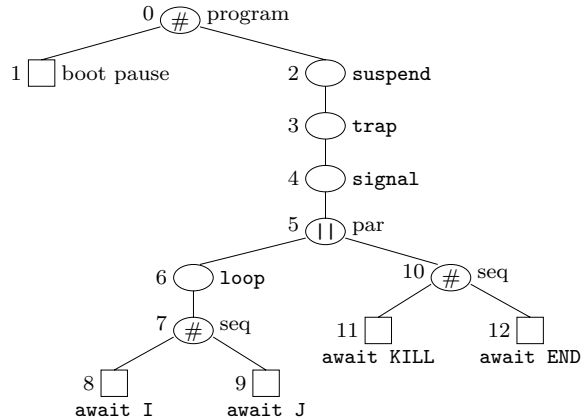 0 # program
1 boot pause
2 suspend
3 trap
4 signal
5 || par
6 loop
10 # seq
7 # seq
11
12
await KILL
await END
8
9
await I
await J